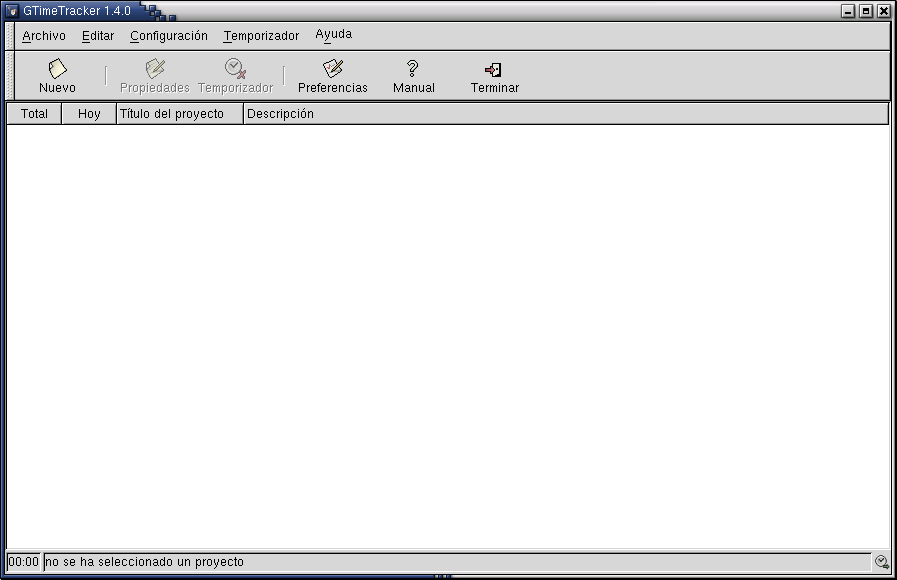 GTimeTracker 1.4.0
Archivo Editar Configuración Temporizador Ayuda
Nuevo Propiedades Temporizador Preferencias Manual Terminar
Total Hoy Título del proyecto Descripción
00:00 no se ha seleccionado un proyecto